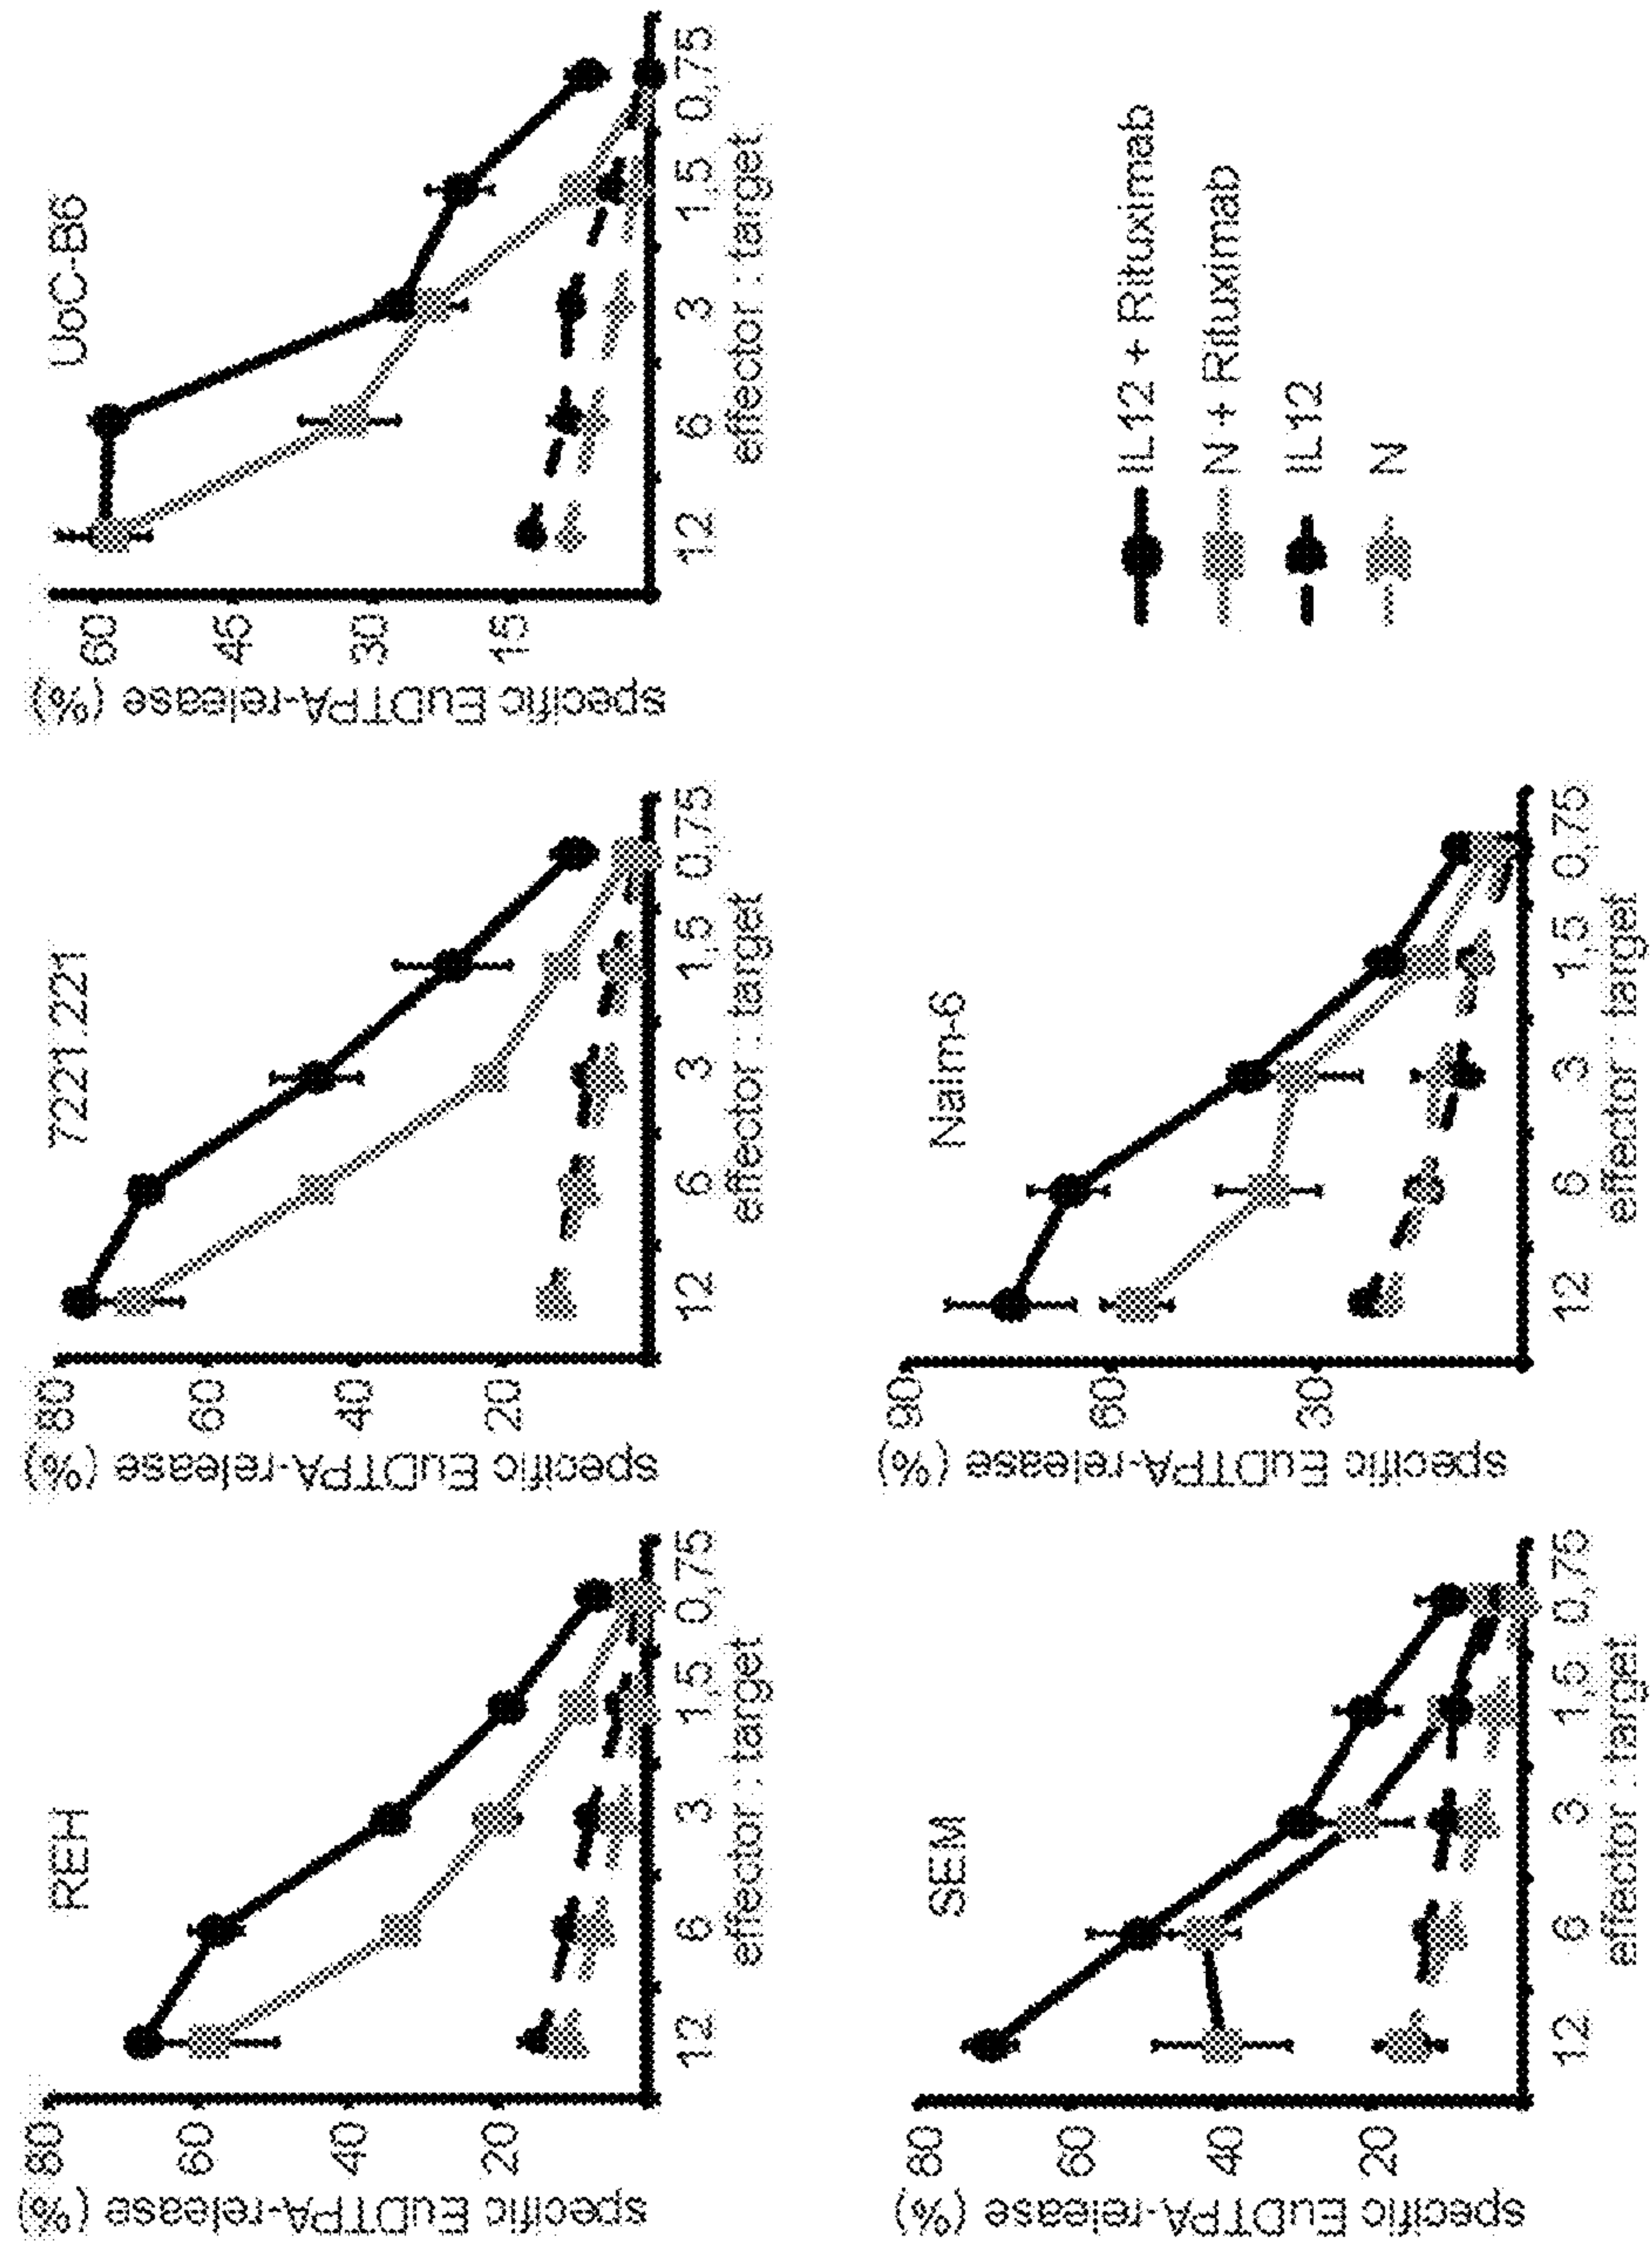 REH
specific EuDTPA-release (%)
80
60
40
20
12 6 3 1,5 0,75
effector : target
7221.221
specific EuDTPA-release (%)
80
60
40
20
12 6 3 1,5 0,75
effector : target
UoC-B6
specific EuDTPA-release (%)
60
45
30
15
12 6 3 1,5 0,75
effector : target
SEM
specific EuDTPA-release (%)
80
60
40
20
12 6 3 1,5 0,75
effector : target
Nalm-6
specific EuDTPA-release (%)
90
60
30
12 6 3 1,5 0,75
effector : target
IL12 + Rituximab
N + Rituximab
IL12
N